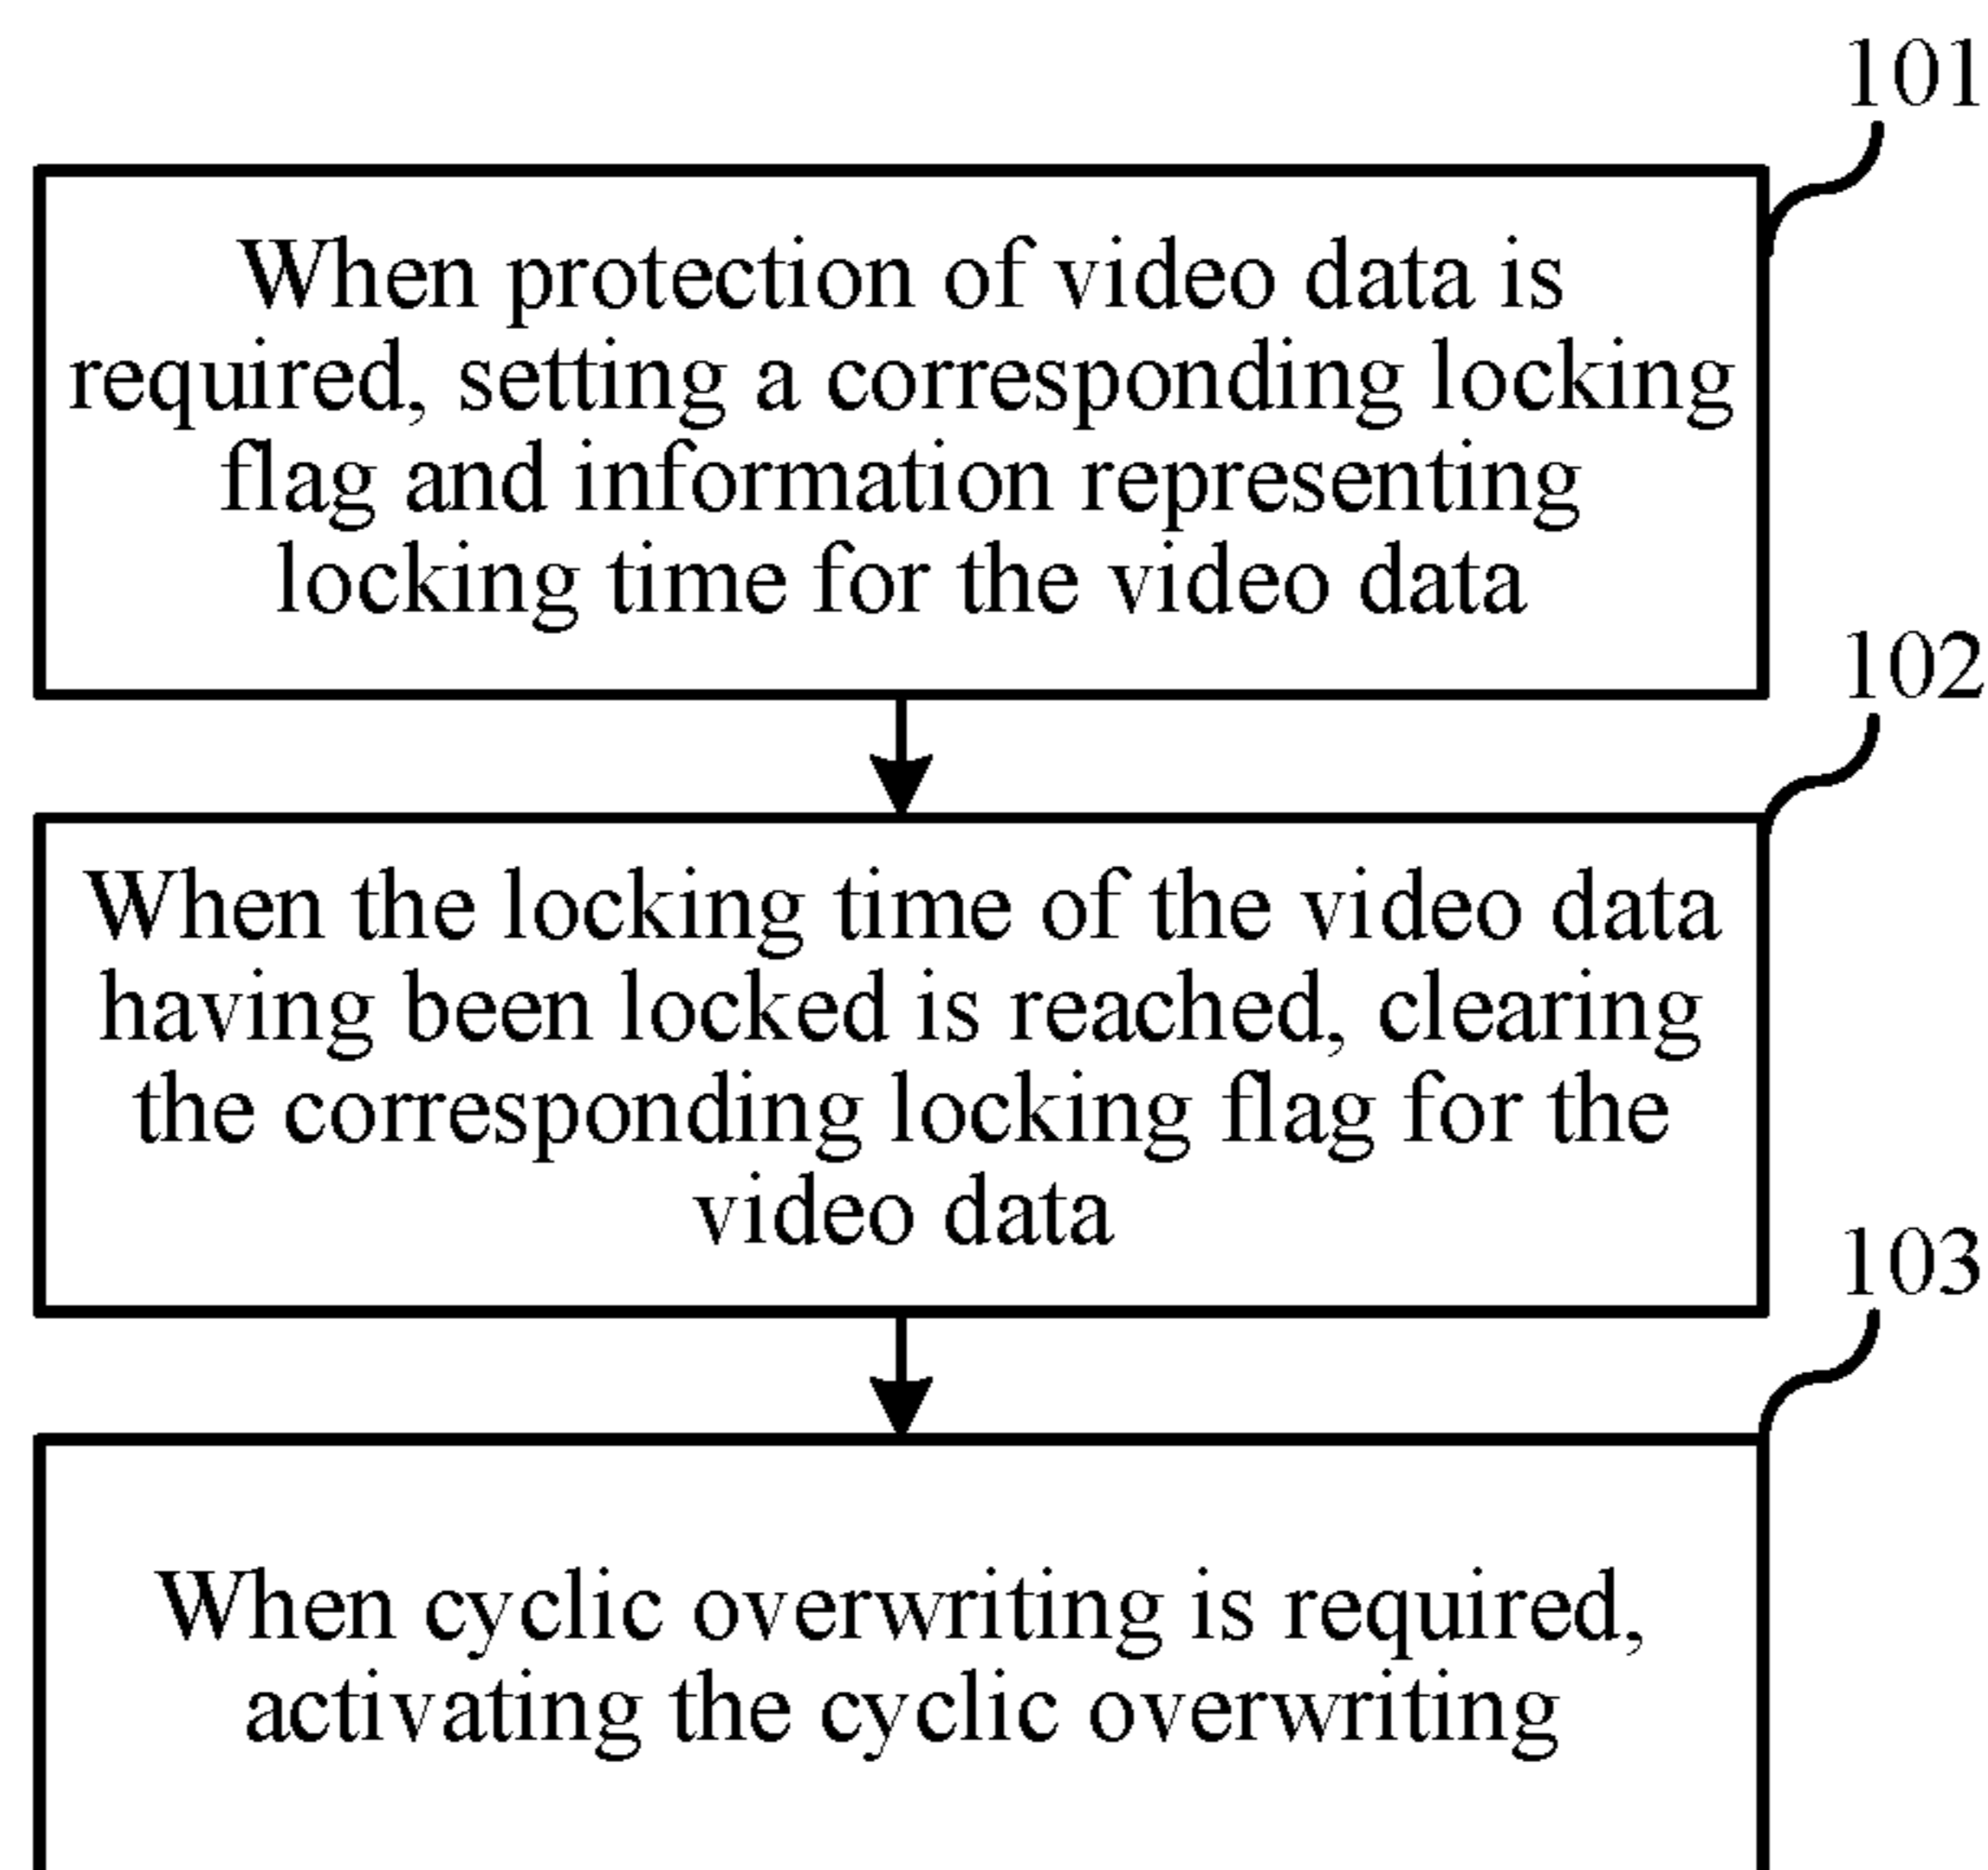 101
When protection of video data is
required, setting a corresponding locking
flag and information representing
locking time for the video data
102
When the locking time of the video data
having been locked is reached, clearing
the corresponding locking flag for the
video data
103
When cyclic overwriting is required,
activating the cyclic overwriting